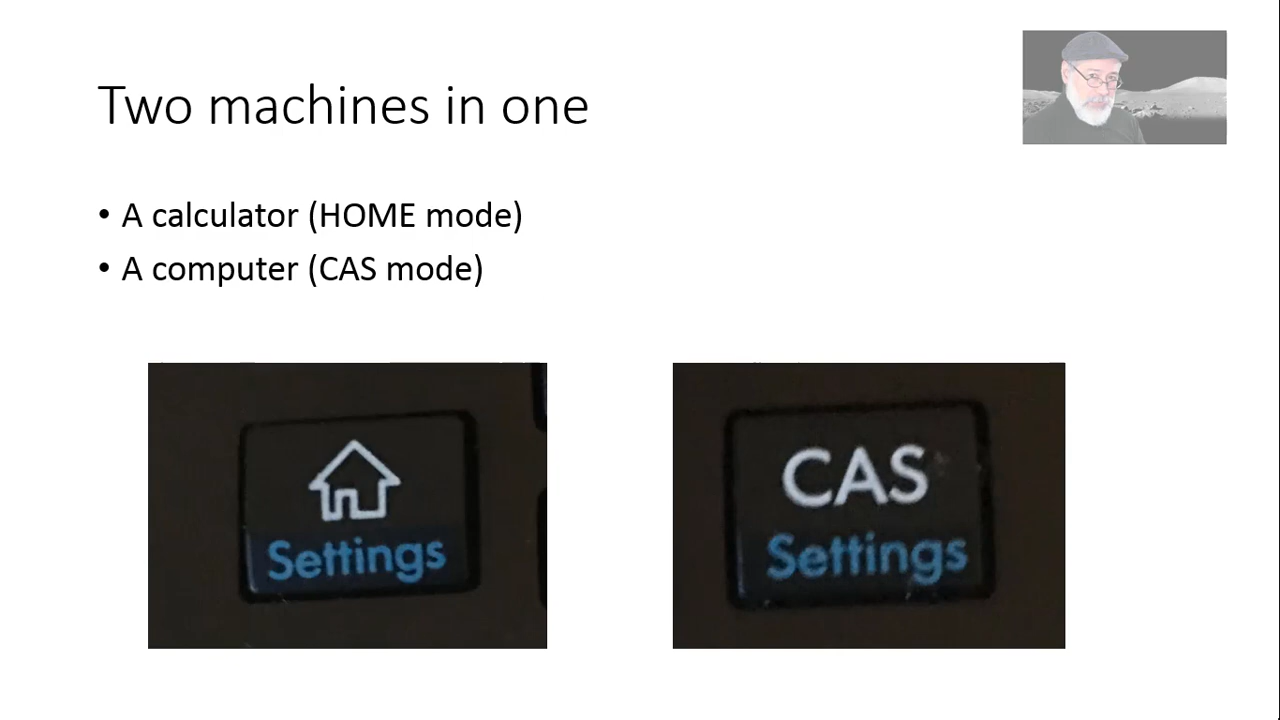 Two machines in one
• A calculator (HOME mode)
• A computer (CAS mode)
Settings
CAS
Settings